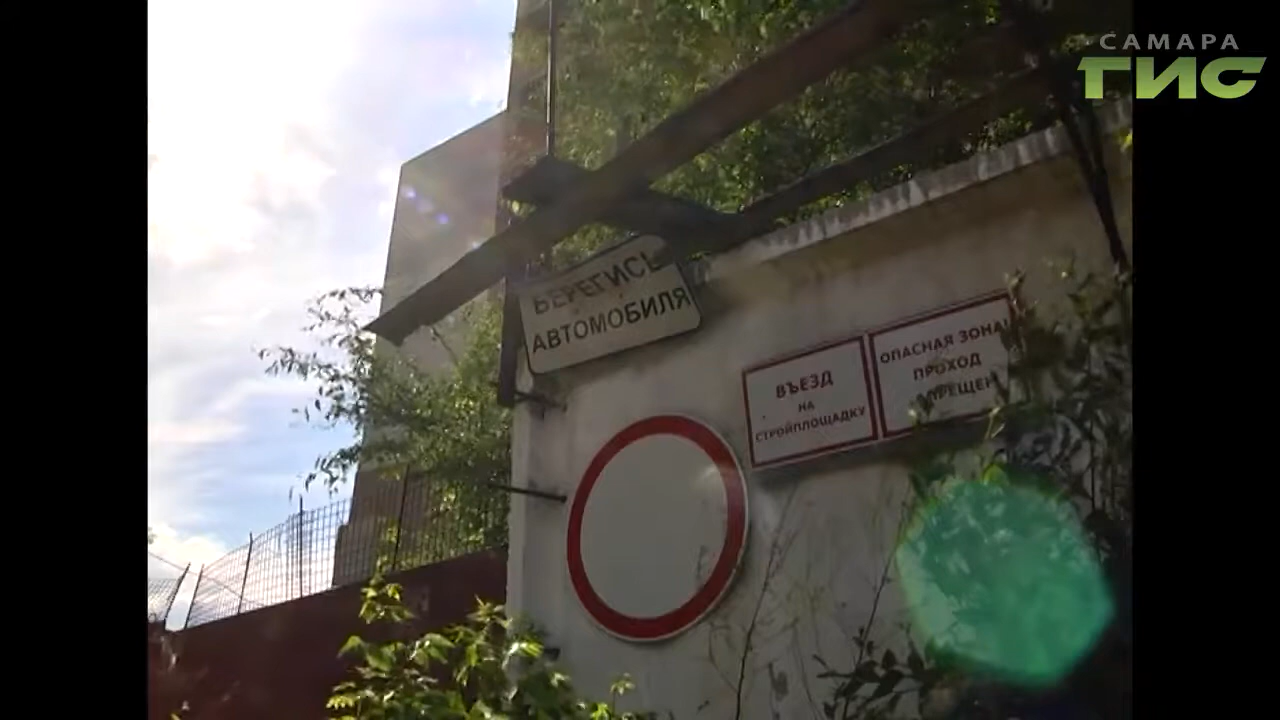 САМАРА
ГИС
БЕРЕГИСЬ
АВТОМОБИЛЯ
ВЪЕЗД
НА
СТРОЙПЛОЩАДКУ
ОПАСНАЯ ЗОНА!
ПРОХОД